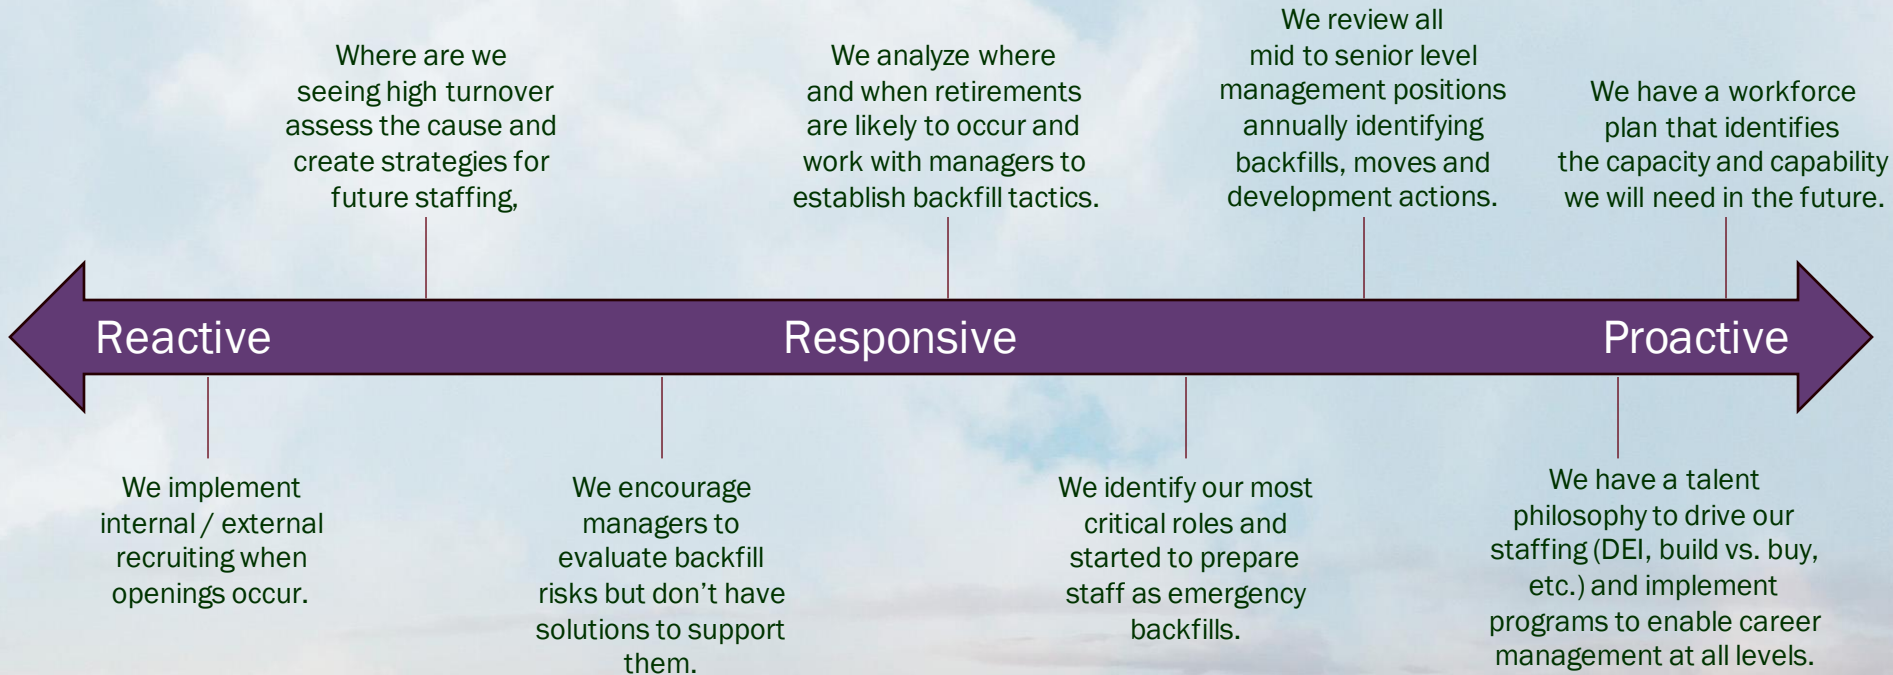 Where are we
seeing high turnover
assess the cause and
create strategies for
future staffing,
We analyze where
and when retirements
are likely to occur and
work with managers to
establish backfill tactics.
We review all
mid to senior level
management positions
annually identifying
backfills, moves and
development actions.
We have a workforce
plan that identifies
the capacity and capability
we will need in the future.
Reactive
Responsive
Proactive
We implement
internal / external
recruiting when
openings occur.
We encourage
managers to
evaluate backfill
risks but don't have
solutions to support
them.
We identify our most
critical roles and
started to prepare
staff as emergency
backfills.
We have a talent
philosophy to drive our
staffing (DEI, build vs. buy,
etc.) and implement
programs to enable career
management at all levels.